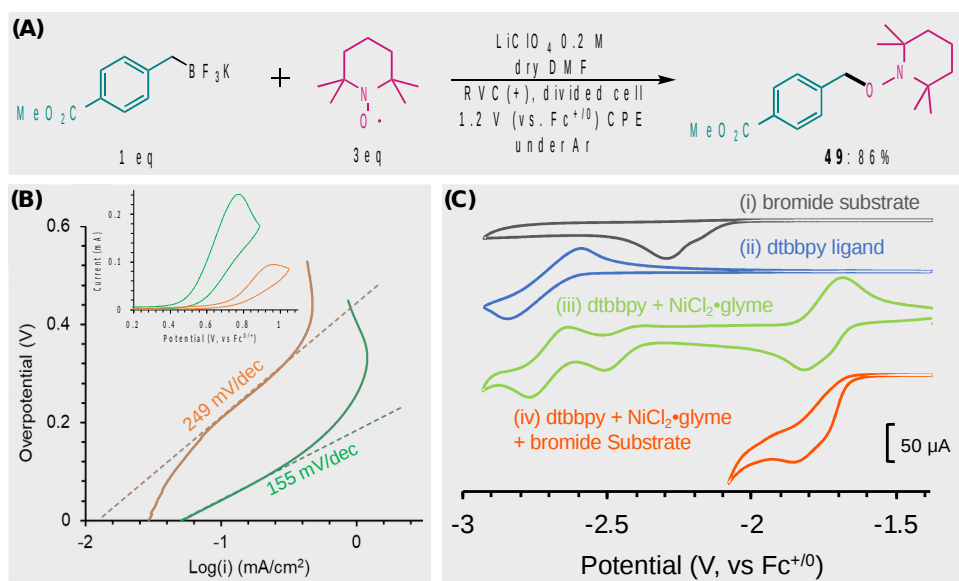 (A)
LiClO4 0.2 M
dry DMF
RVC(+), divided cell
1.2 V (vs. Fc+/0) CPE
under Ar
BF3K
MeO2C
1 eq
+
N
O •
3eq
O
N
MeO2C
49: 86%
(B)
0.6
0.4
0.2
0
Overpotential (V)
-2
-1
0
Log(i) (mA/cm²)
249 mV/dec
155 mV/dec
0.2
0.1
0
Current (mA)
0.2 0.4 0.6 0.8 1
Potential (V, vs Fc0/+)
(C)
(i) bromide substrate
(ii) dtbbpy ligand
(iii) dtbbpy + NiCl2•glyme
(iv) dtbbpy + NiCl2•glyme
+ bromide Substrate
50 µA
-3 -2.5 -2 -1.5
Potential (V, vs Fc+/0)